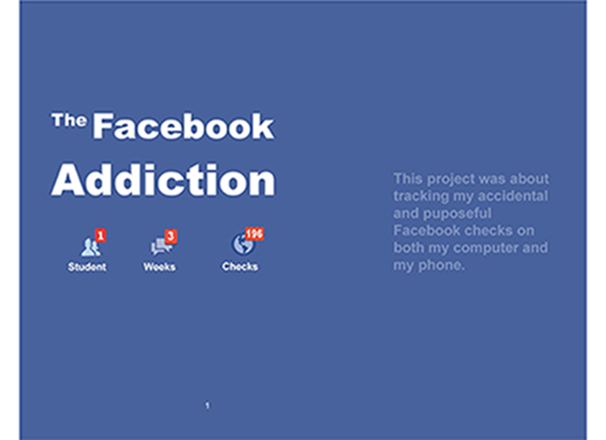 The Facebook
Addiction
1 3 196
Student Weeks Checks
This project was about
tracking my accidental
and puposeful
Facebook checks on
both my computer and
my phone.
1